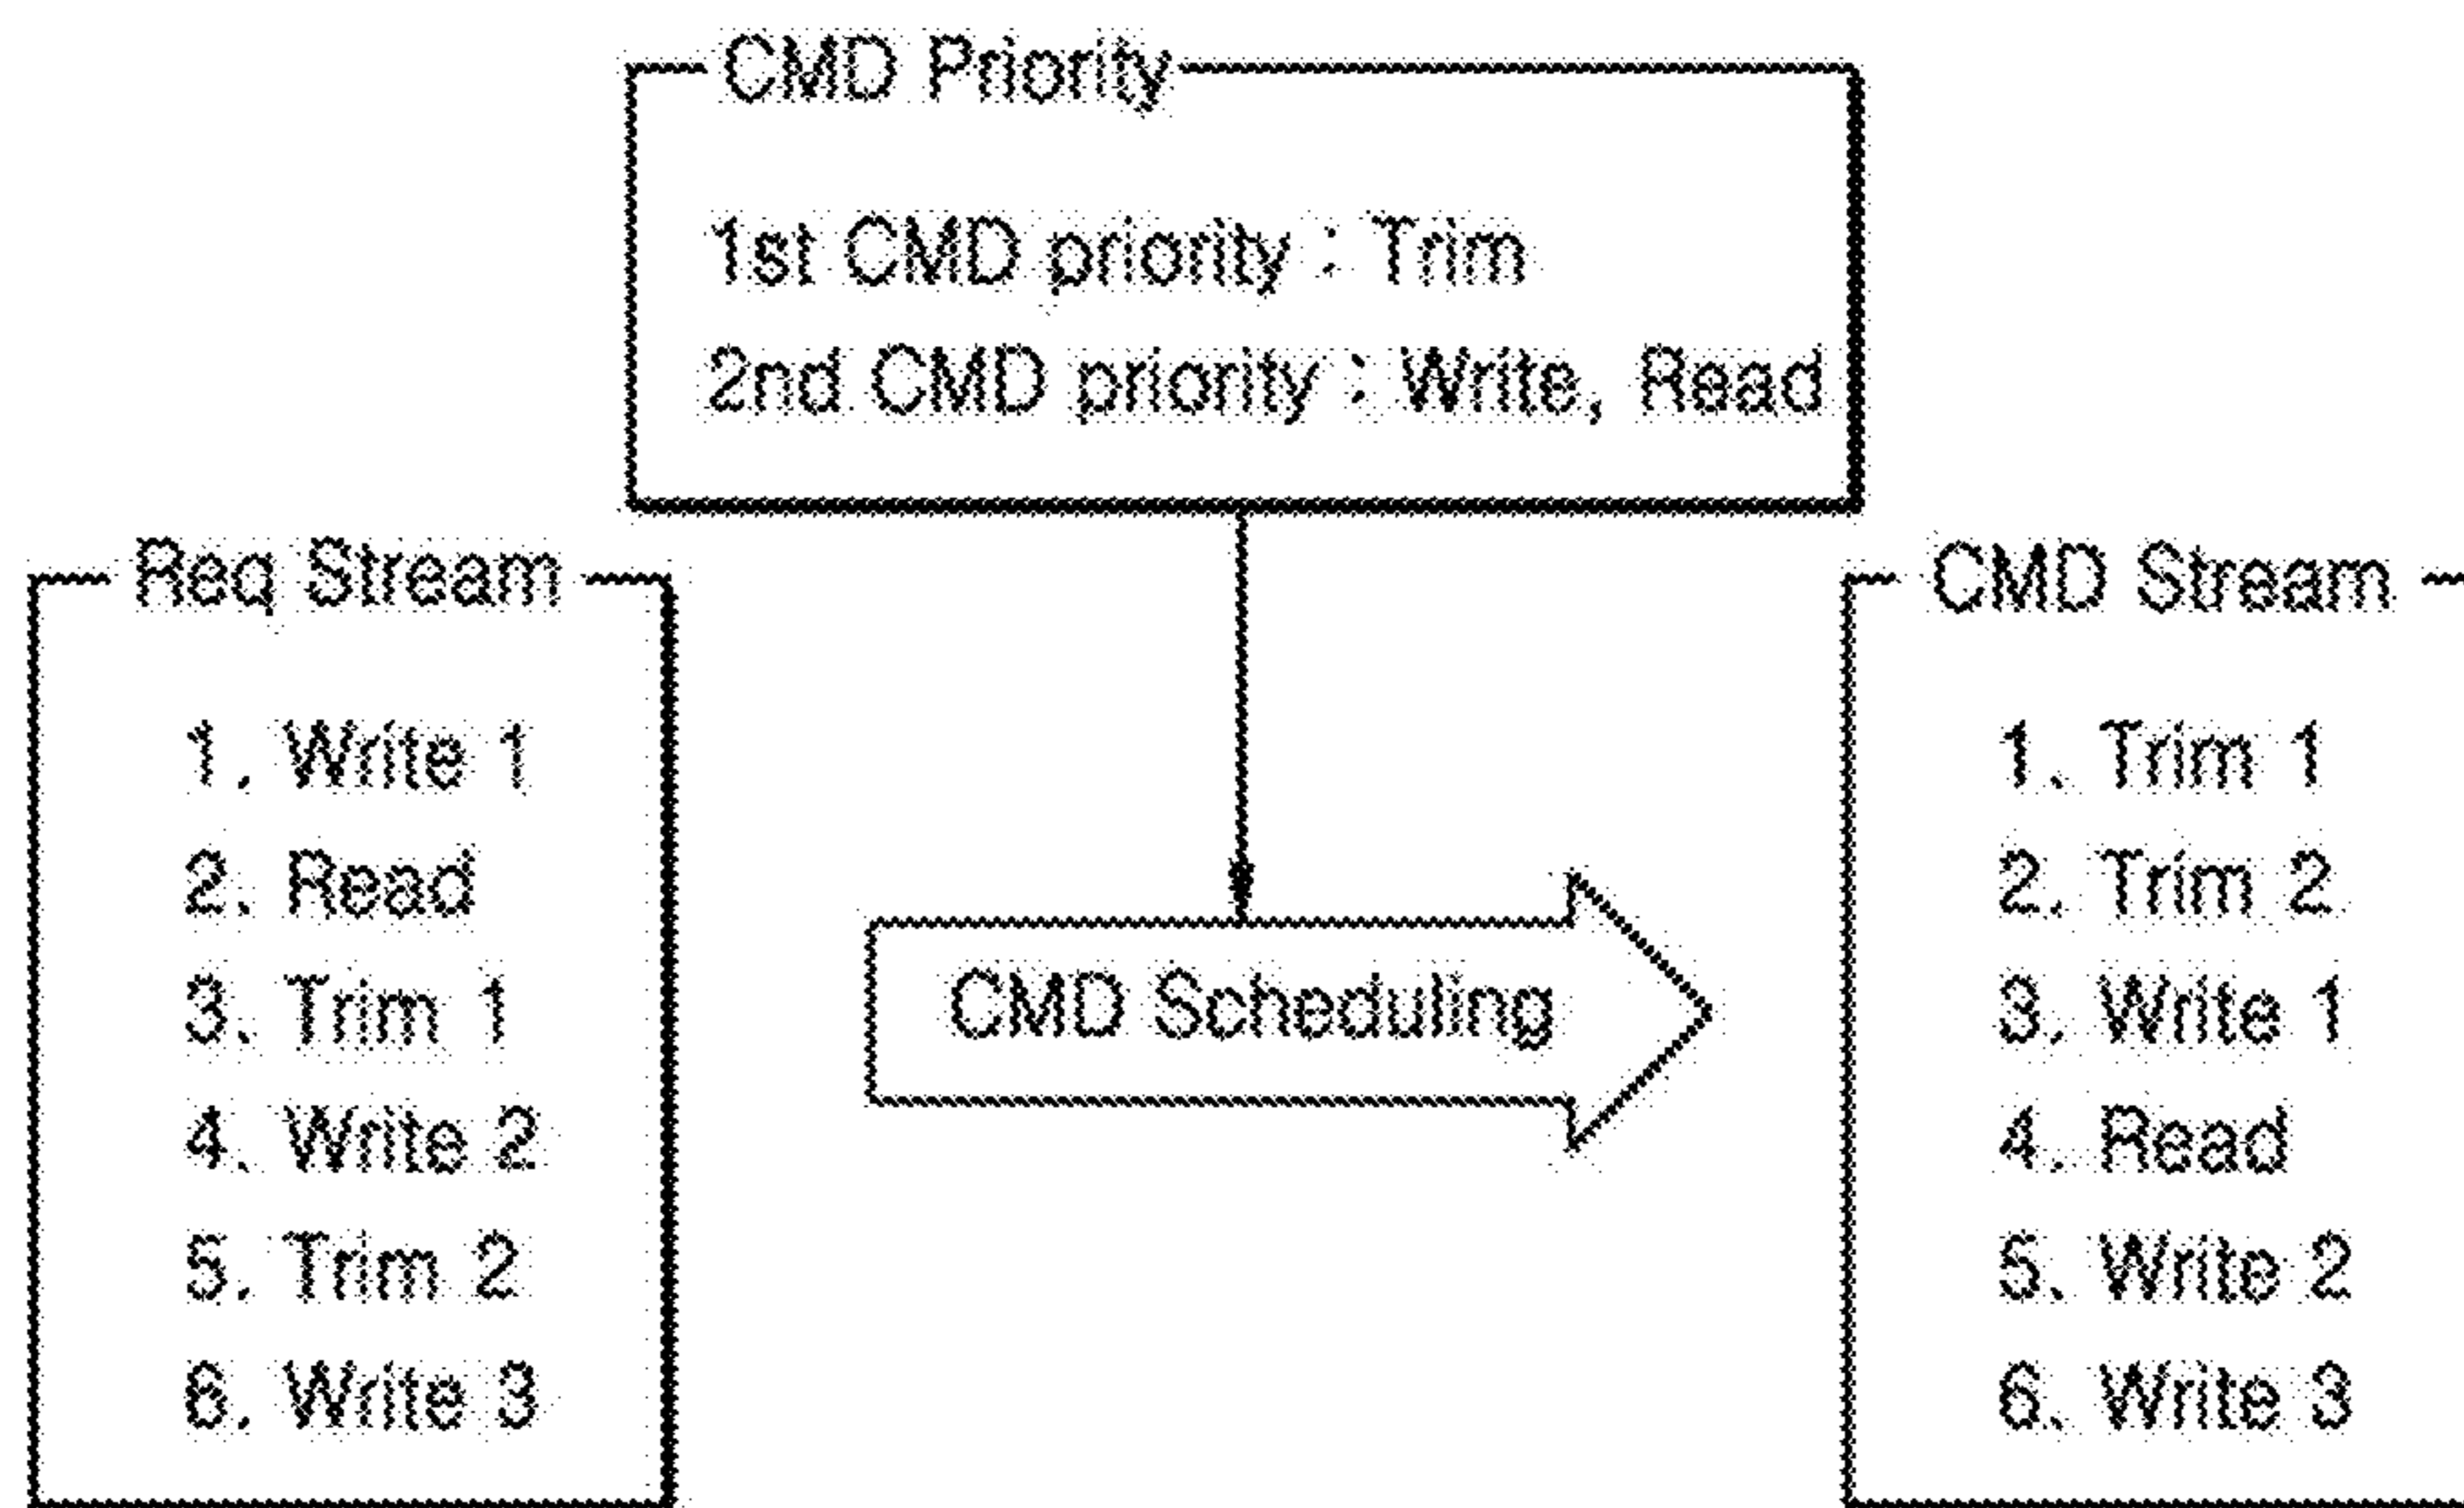 CMD Priority
1st CMD priority : Trim
2nd CMD priority : Write, Read
Req Stream
1. Write 1
2. Read
3. Trim 1
4. Write 2
5. Trim 2
6. Write 3
CMD Scheduling
CMD Stream
1. Trim 1
2. Trim 2
3. Write 1
4. Read
5. Write 2
6. Write 3